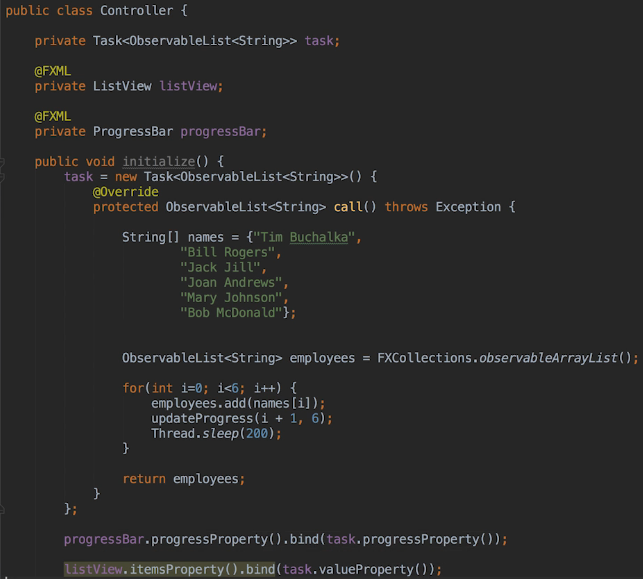 public class Controller {
private Task<ObservableList<String>> task;
@FXML
private ListView listView;
@FXML
private ProgressBar progressBar;
public void initialize() {
task = new Task<ObservableList<String>>() {
@Override
protected ObservableList<String> call() throws Exception {
String[] names = {"Tim Buchalka",
"Bill Rogers",
"Jack Jill",
"Joan Andrews",
"Mary Johnson",
"Bob McDonald"};
ObservableList<String> employees = FXCollections.observableArrayList();
for(int i=0; i<6; i++) {
employees.add(names[i]);
updateProgress(i + 1, 6);
Thread.sleep(200);
}
return employees;
}
};
progressBar.progressProperty().bind(task.progressProperty());
listView.itemsProperty().bind(task.valueProperty());